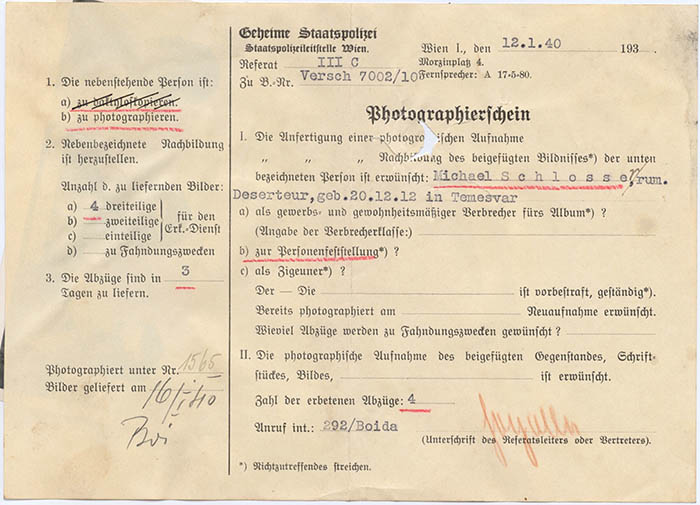 Geheime Staatspolizei
Staatspolizeileitstelle Wien.
Wien I., den 12.1.40 193
Referat III C
Morzinplatz 4.
Zu B.-Nr. Versch 7002/10
Fernsprecher: A 17-5-80.
1. Die nebenstehende Person ist:
a) zu daktyloskopieren.
b) zu photographieren.
2. Nebenbezeichnete Nachbildung
ist herzustellen.
Anzahl d. zu liefernden Bilder:
a) 4 dreiteilige
b) zweiteilige
c) einteilige
für den
Erk.-Dienst
d) zu Fahndungszwecken
3. Die Abzüge sind in 3
Tagen zu liefern.
Photographiert unter Nr. 1565
Bilder geliefert am 16/I 40
Photographierschein
I. Die Anfertigung einer photographischen Aufnahme
„ „ „ Nachbildung des beigefügten Bildnisses*) der unten
bezeichneten Person ist erwünscht: Michael Schlosser, rum.
Deserteur, geb. 20.12.12 in Temesvar
a) als gewerbs- und gewohnheitsmäßiger Verbrecher fürs Album*) ?
(Angabe der Verbrecherklasse:)
b) zur Personenfeststellung*) ?
c) als Zigeuner*) ?
Der — Die ist vorbestraft, geständig*).
Bereits photographiert am Neuaufnahme erwünscht.
Wieviel Abzüge werden zu Fahndungszwecken gewünscht ?
II. Die photographische Aufnahme des beigefügten Gegenstandes, Schrift-
stückes, Bildes, ist erwünscht.
Zahl der erbetenen Abzüge: 4
Anruf int.: 292/Boida
(Unterschrift des Referatsleiters oder Vertreters).
*) Nichtzutreffendes streichen.